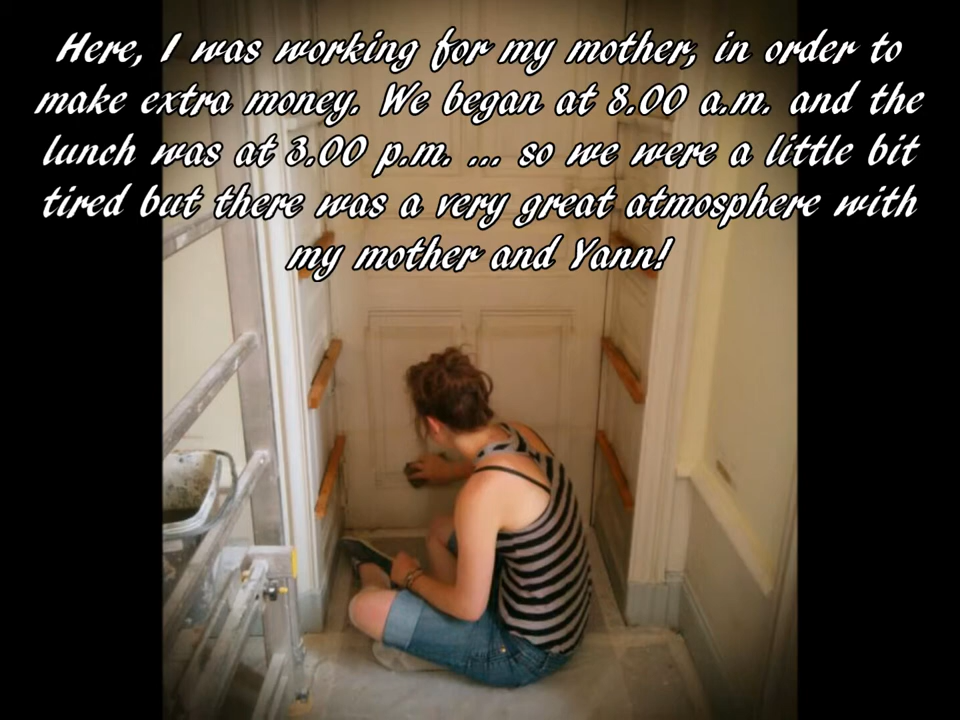 Here, I was working for my mother, in order to
make extra money. We began at 8.00 a.m. and the
lunch was at 3.00 p.m. ... so we were a little bit
tired but there was a very great atmosphere with
my mother and Yann!